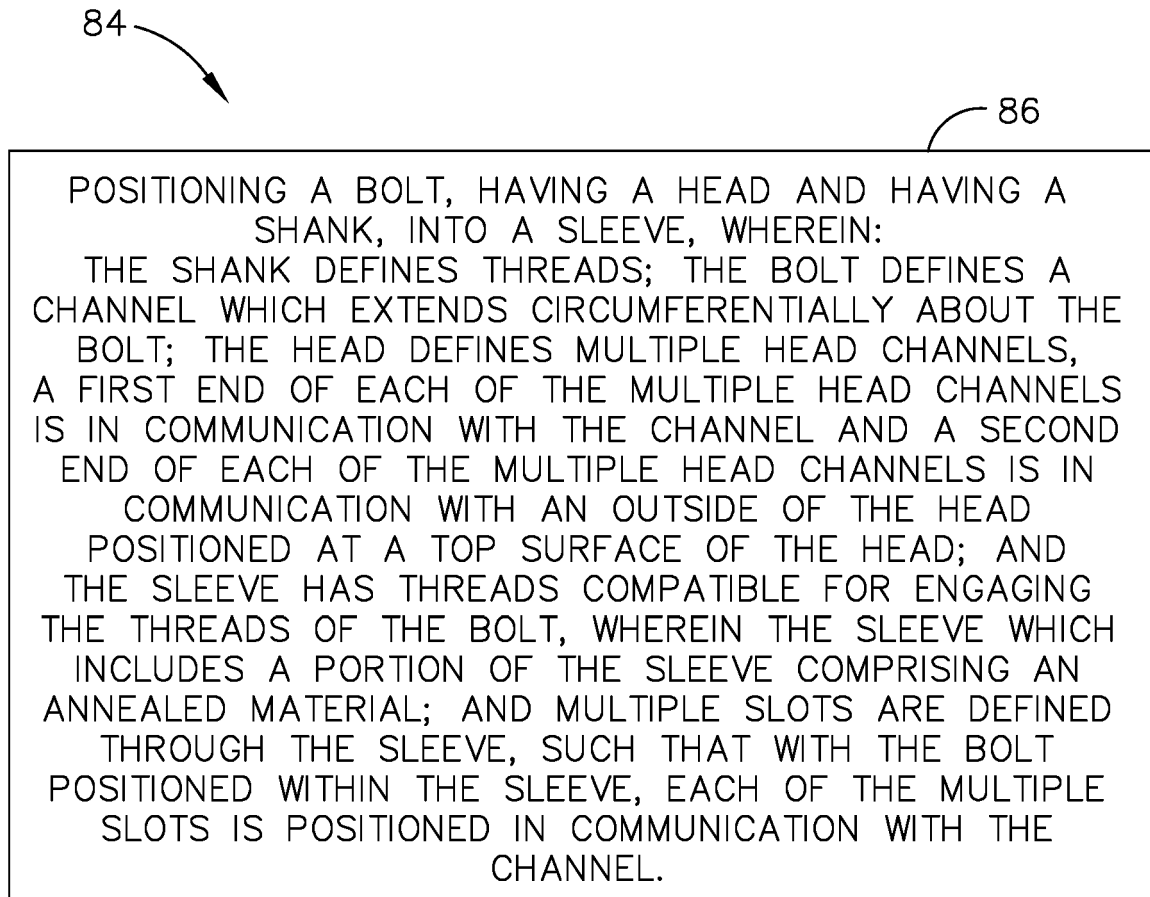 84
86
POSITIONING A BOLT, HAVING A HEAD AND HAVING A
SHANK, INTO A SLEEVE, WHEREIN:
THE SHANK DEFINES THREADS; THE BOLT DEFINES A
CHANNEL WHICH EXTENDS CIRCUMFERENTIALLY ABOUT THE
BOLT; THE HEAD DEFINES MULTIPLE HEAD CHANNELS,
A FIRST END OF EACH OF THE MULTIPLE HEAD CHANNELS
IS IN COMMUNICATION WITH THE CHANNEL AND A SECOND
END OF EACH OF THE MULTIPLE HEAD CHANNELS IS IN
COMMUNICATION WITH AN OUTSIDE OF THE HEAD
POSITIONED AT A TOP SURFACE OF THE HEAD; AND
THE SLEEVE HAS THREADS COMPATIBLE FOR ENGAGING
THE THREADS OF THE BOLT, WHEREIN THE SLEEVE WHICH
INCLUDES A PORTION OF THE SLEEVE COMPRISING AN
ANNEALED MATERIAL; AND MULTIPLE SLOTS ARE DEFINED
THROUGH THE SLEEVE, SUCH THAT WITH THE BOLT
POSITIONED WITHIN THE SLEEVE, EACH OF THE MULTIPLE
SLOTS IS POSITIONED IN COMMUNICATION WITH THE
CHANNEL.